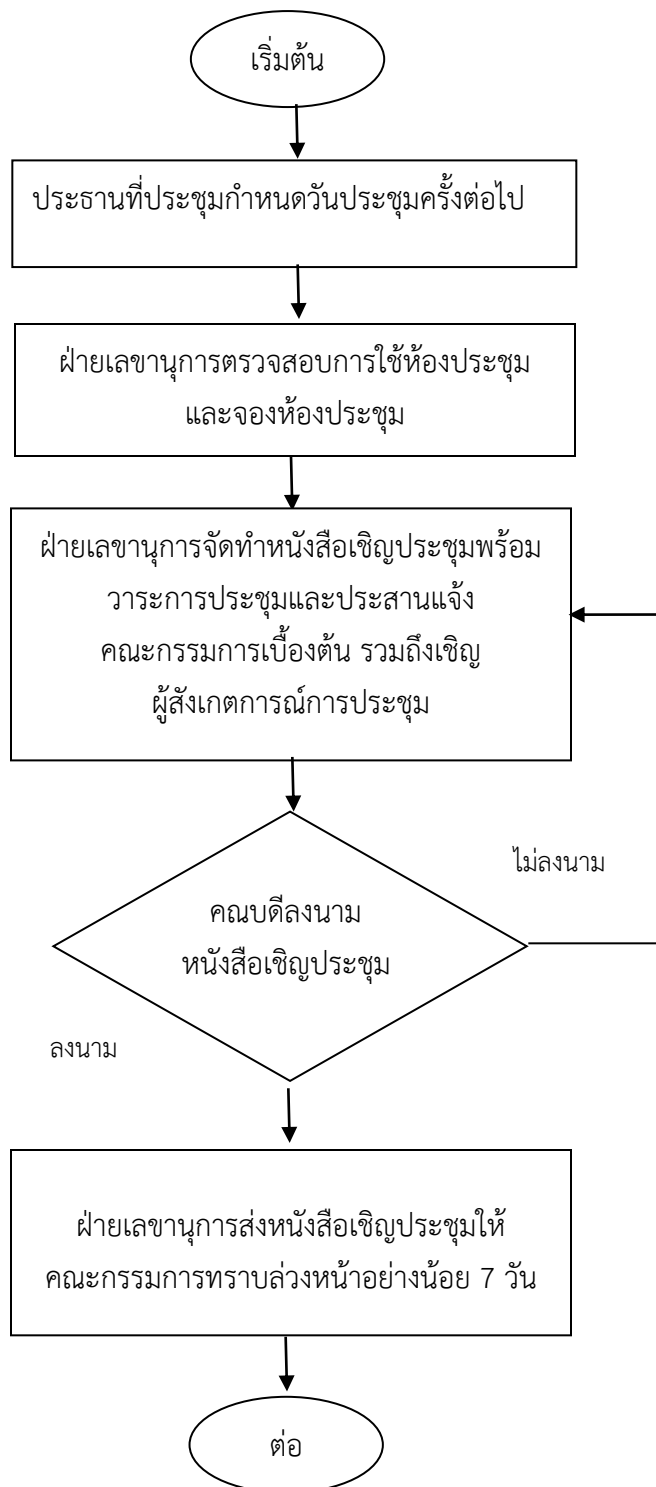 เริ่มต้น
ประธานที่ประชุมกำหนดวันประชุมครั้งต่อไป
ฝ่ายเลขานุการตรวจสอบการใช้ห้องประชุม
และจองห้องประชุม
ฝ่ายเลขานุการจัดทำหนังสือเชิญประชุมพร้อม
วาระการประชุมและประสานแจ้ง
คณะกรรมการเบื้องต้น รวมถึงเชิญ
ผู้สังเกตการณ์การประชุม
ไม่ลงนาม
คณบดีลงนาม
หนังสือเชิญประชุม
ลงนาม
ฝ่ายเลขานุการส่งหนังสือเชิญประชุมให้
คณะกรรมการทราบล่วงหน้าอย่างน้อย 7 วัน
ต่อ